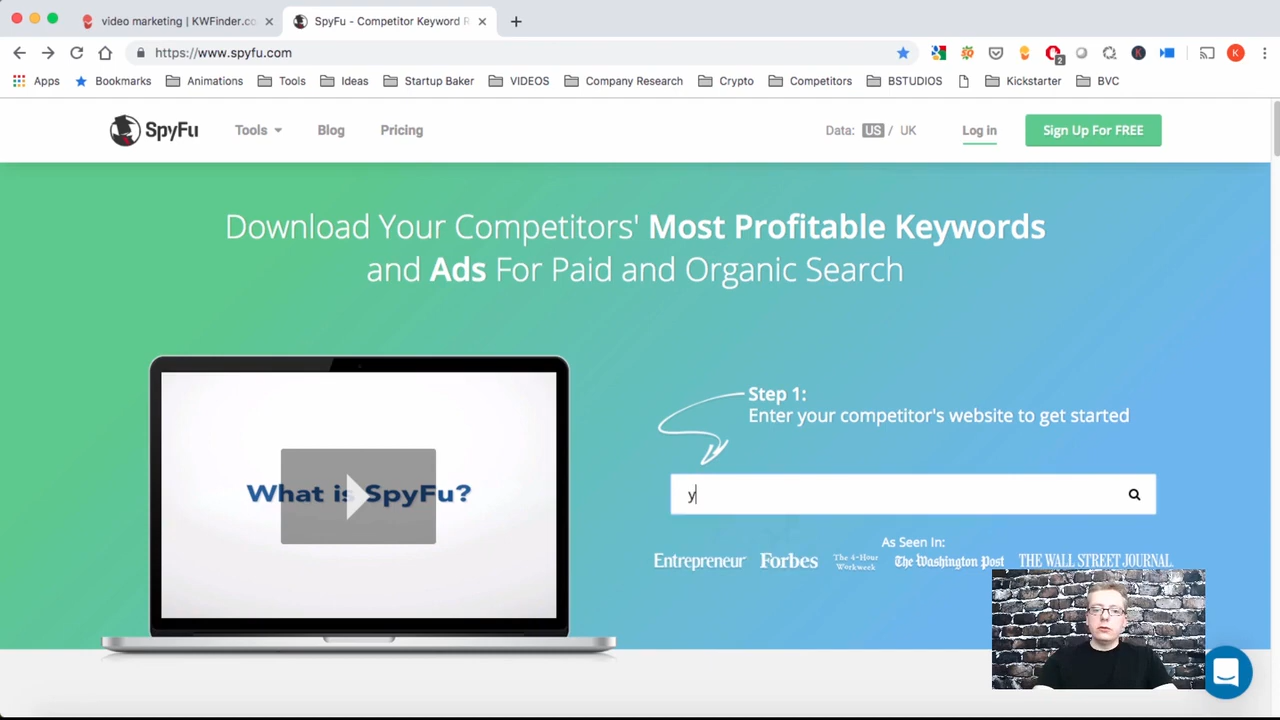 video marketing | KWFinder.co
SpyFu - Competitor Keyword R
https://www.spyfu.com
2
K
K
Apps
Bookmarks
Animations
Tools
Ideas
Startup Baker
VIDEOS
Company Research
Crypto
Competitors
BSTUDIOS
Kickstarter
BVC
SpyFu
Tools
Blog
Pricing
Data: US / UK
Log in
Sign Up For FREE
Download Your Competitors' Most Profitable Keywords
and Ads For Paid and Organic Search
What is SpyFu?
Step 1:
Enter your competitor's website to get started
y
As Seen In:
Entrepreneur
Forbes
The 4-Hour
Workweek
The Washington Post
THE WALL STREET JOURNAL.